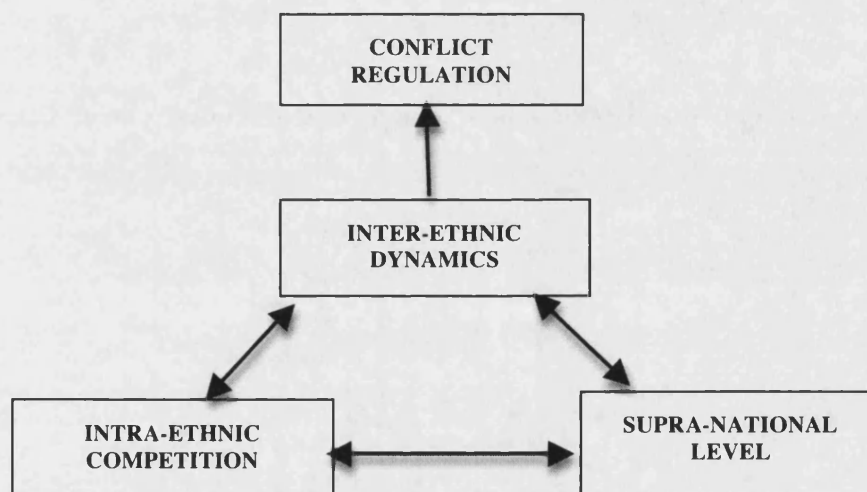 CONFLICT
REGULATION
INTER-ETHNIC
DYNAMICS
INTRA-ETHNIC
COMPETITION
SUPRA-NATIONAL
LEVEL